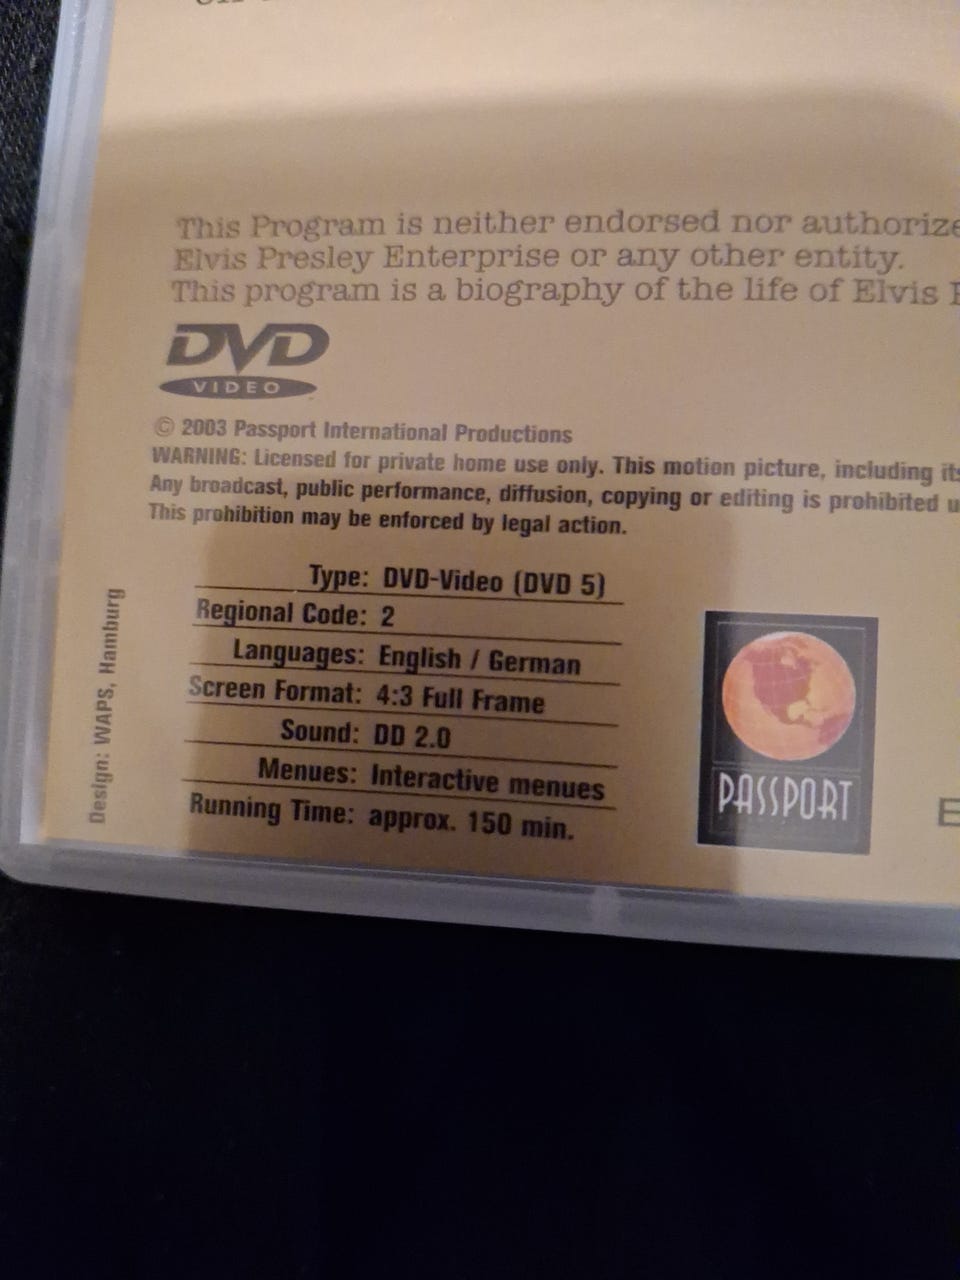 This Program is neither endorsed nor authorize
Elvis Presley Enterprise or any other entity.
This program is a biography of the life of Elvis
DVD
VIDEO
© 2003 Passport International Productions
WARNING: Licensed for private home use only. This motion picture, including its
Any broadcast, public performance, diffusion, copying or editing is prohibited
This prohibition may be enforced by legal action.
Type: DVD-Video (DVD 5)
Regional Code: 2
Languages: English / German
Screen Format: 4:3 Full Frame
Sound: DD 2.0
Menues: Interactive menues
Running Time: approx. 150 min.
Design: WAPS, Hamburg
PASSPORT